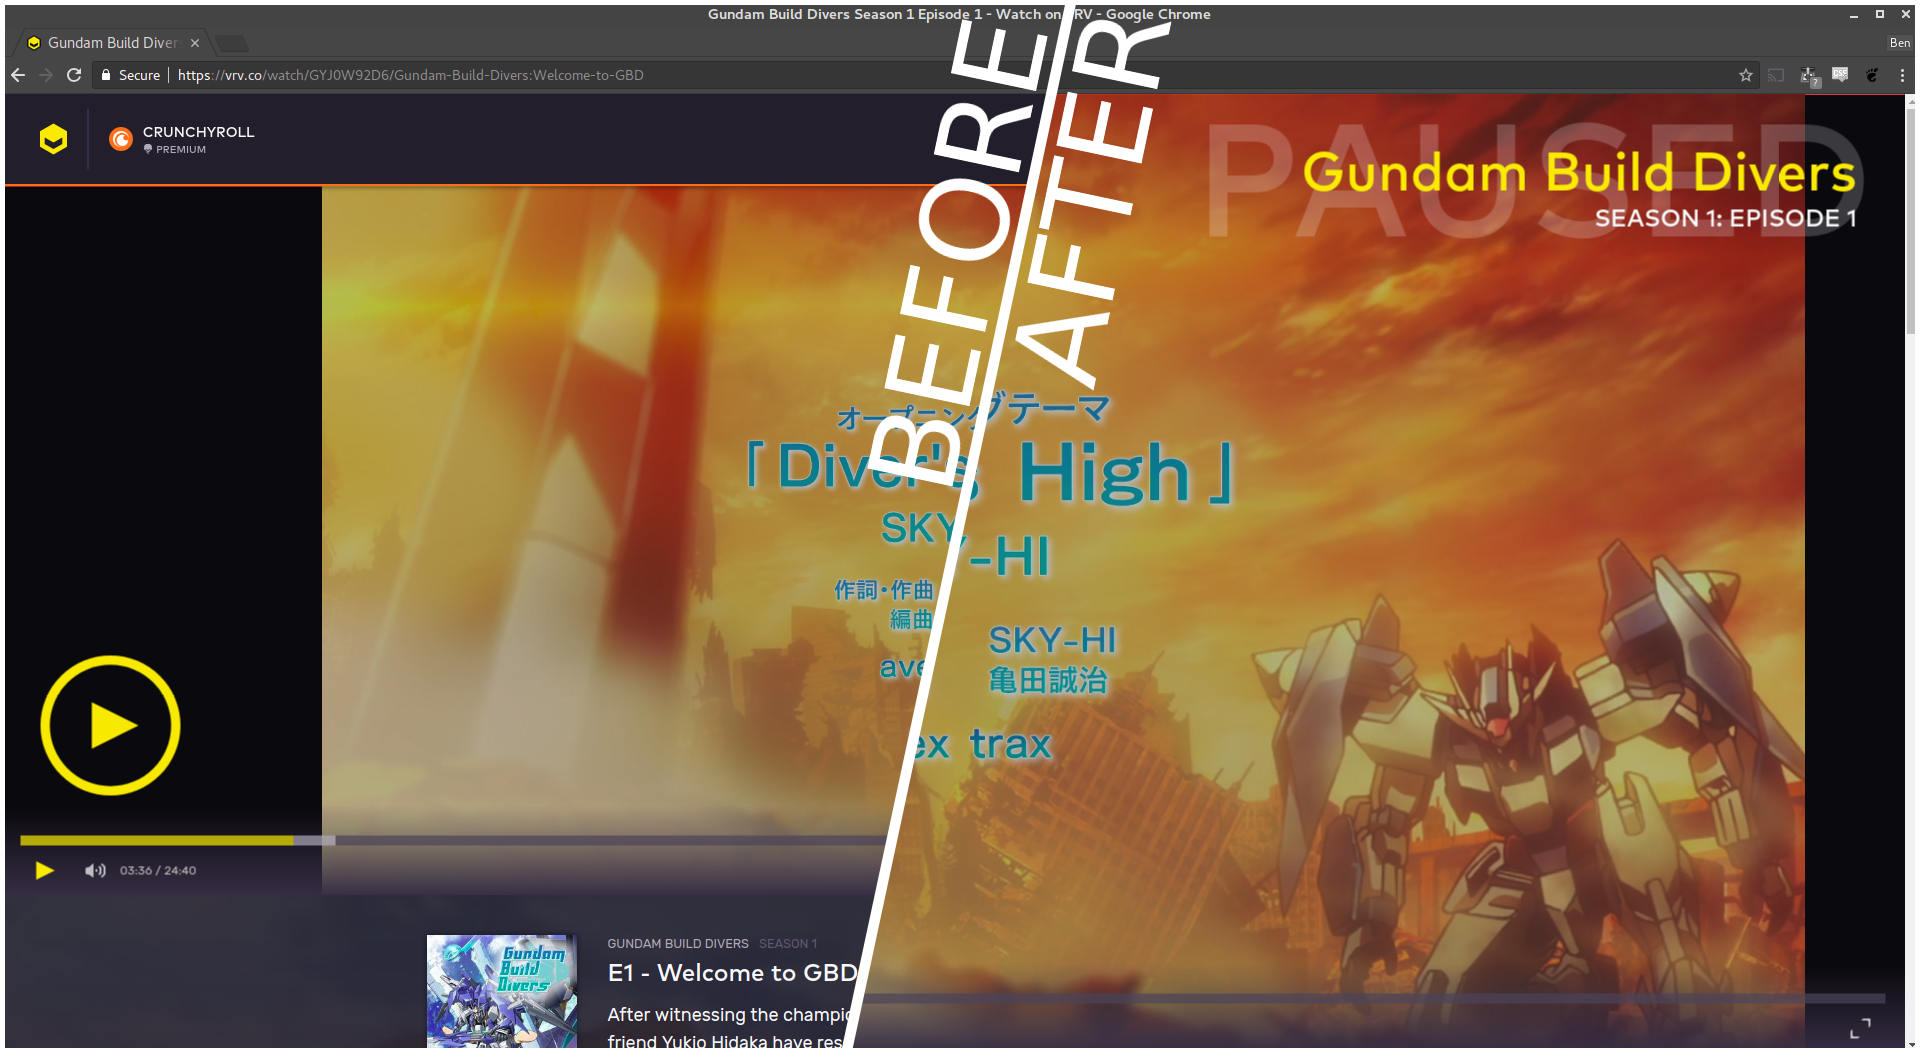 Gundam Build Divers Season 1 Episode 1 - Watch on VRV - Google Chrome
Gundam Build Diver
Ben
Secure https://vrv.co/watch/GYJ0W92D6/Gundam-Build-Divers:Welcome-to-GBD
CRUNCHYROLL
PREMIUM
BEFORE
AFTER
PAUSED
Gundam Build Divers
SEASON 1: EPISODE 1
オープニングテーマ
「Diver's High」
SKY-HI
作詞・作曲 SKY-HI
編曲 亀田誠治
avex trax
03:36 / 24:40
Gundam
Build
Divers
GUNDAM BUILD DIVERS SEASON 1
E1 - Welcome to GBD
After witnessing the champio
friend Yukio Hidaka have res